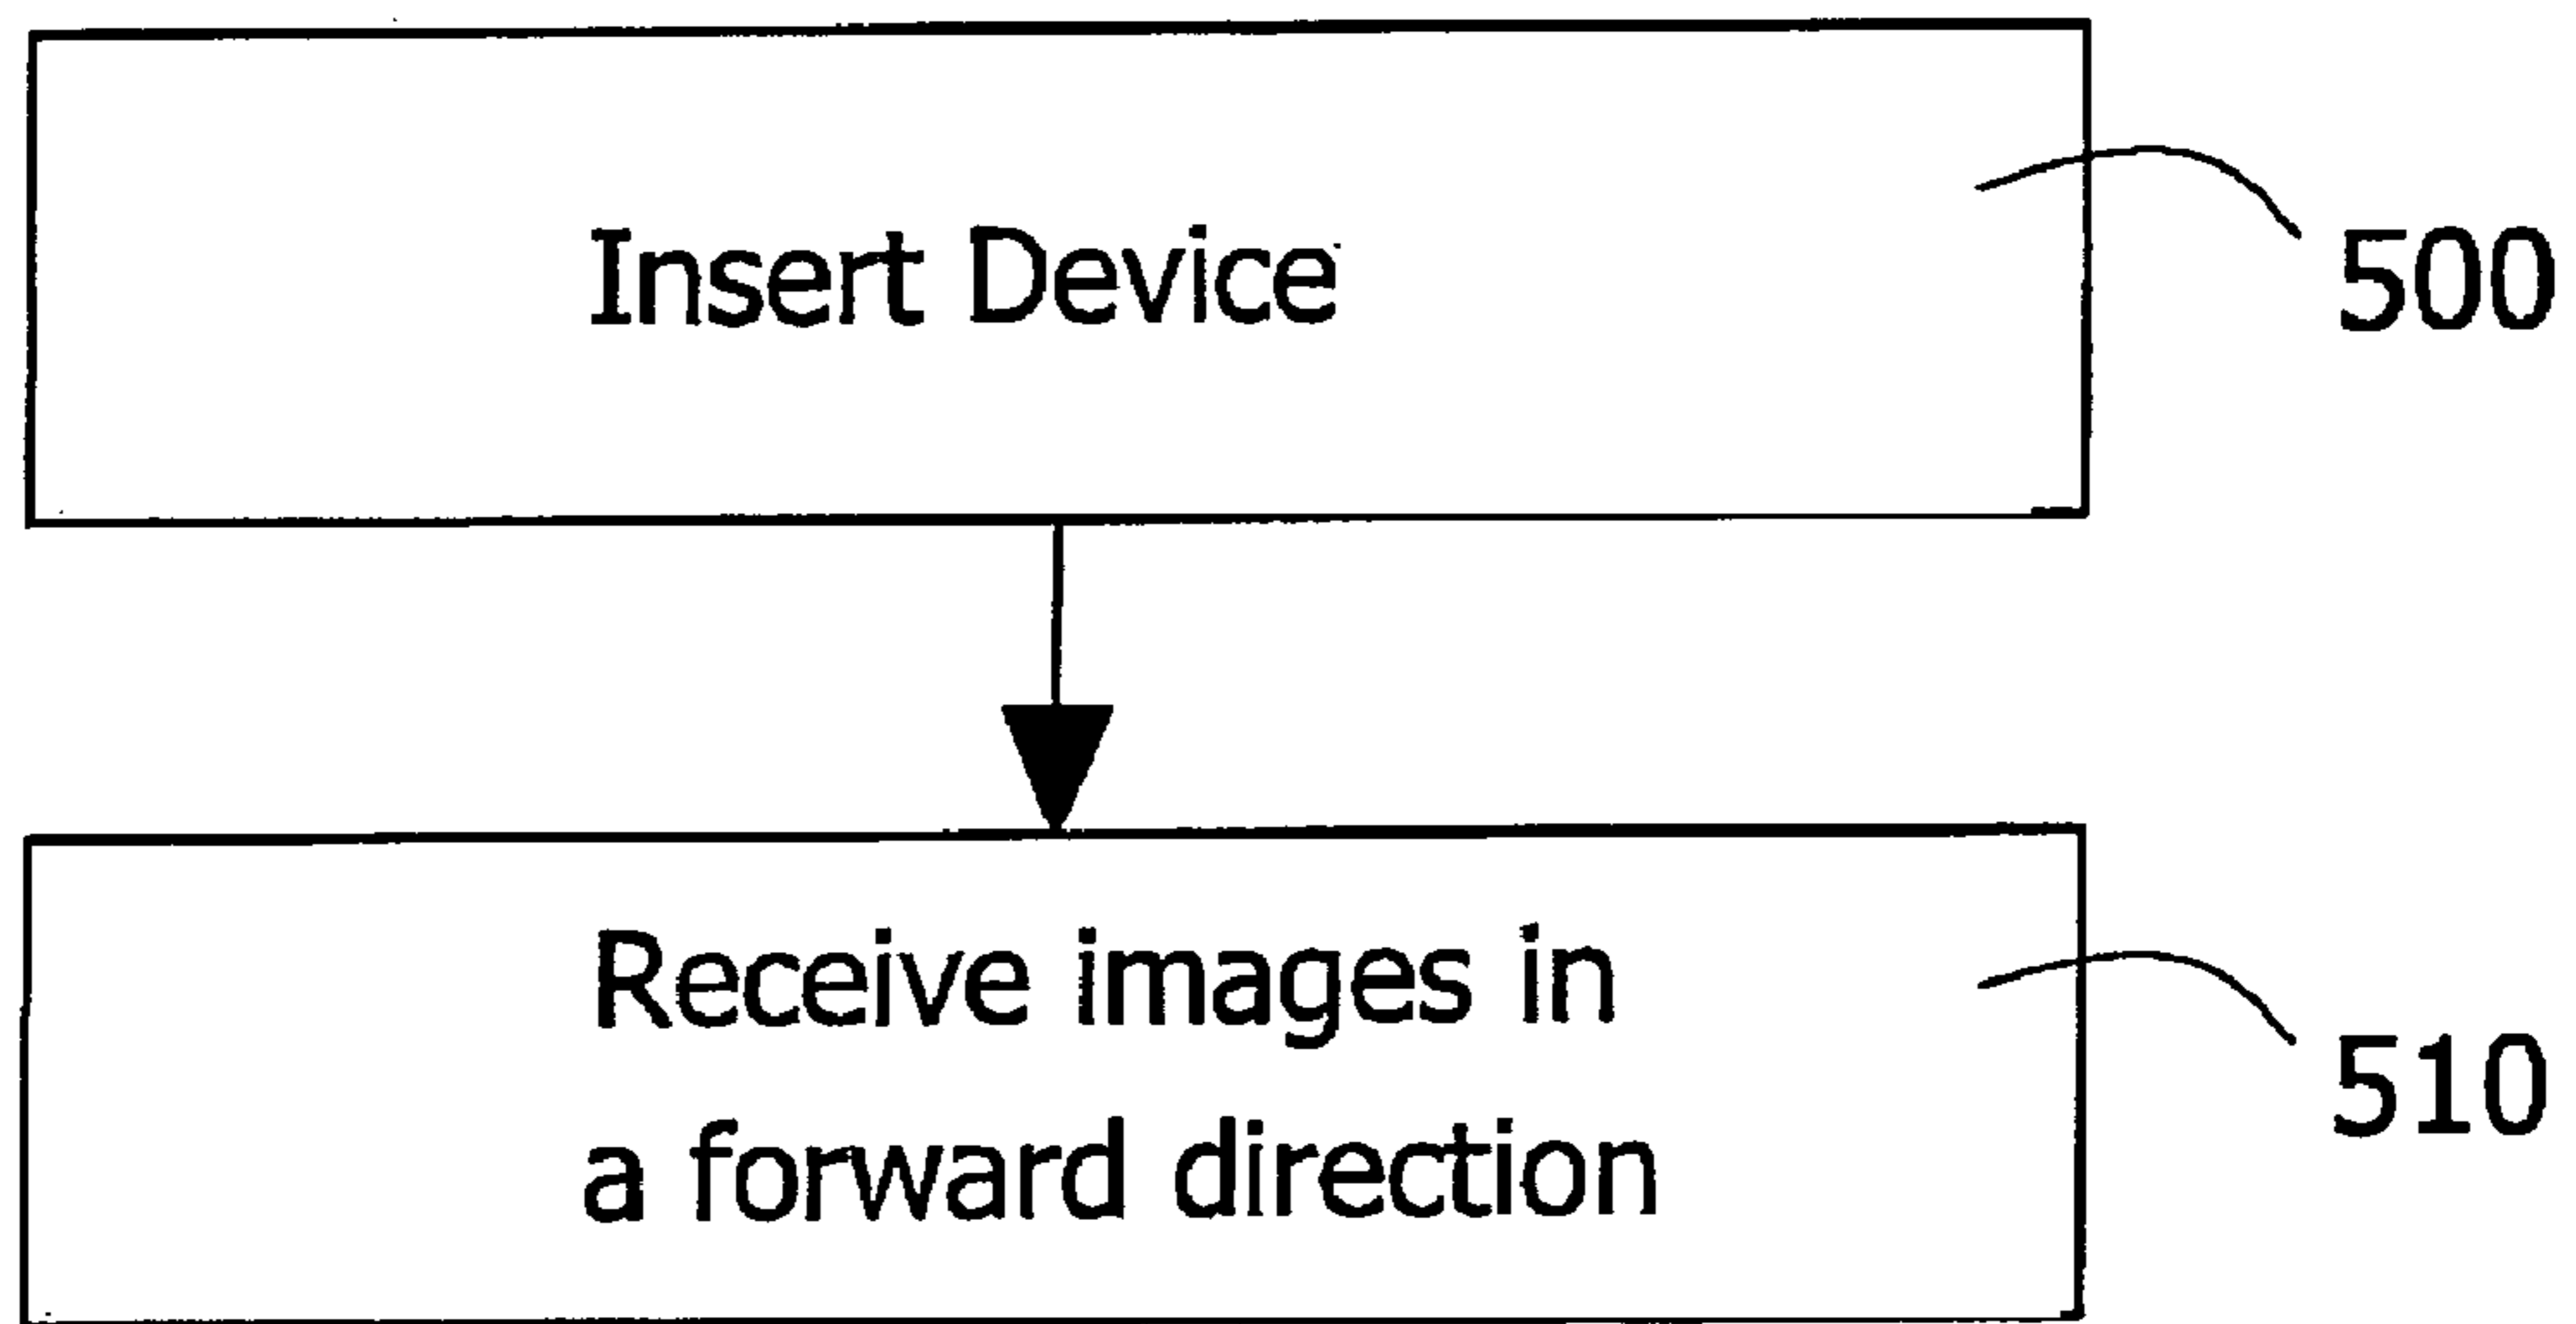 Insert Device
500
Receive images in
a forward direction
510